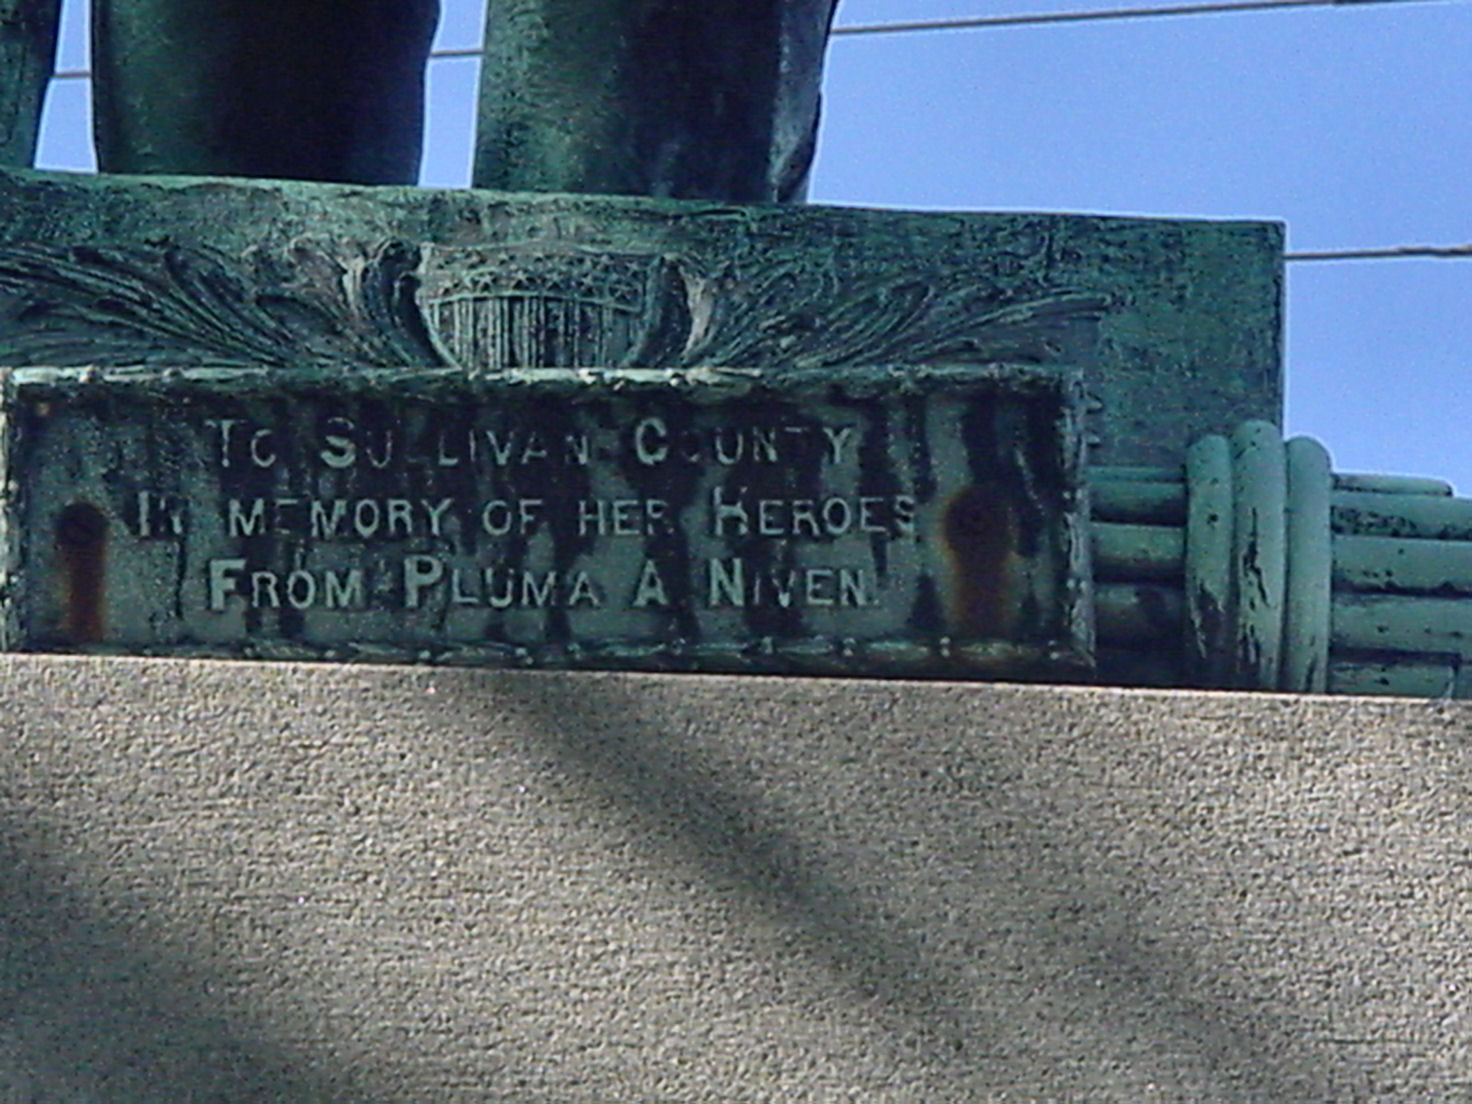 To Sullivan County
In memory of her Heroes
From Pluma A Niven.